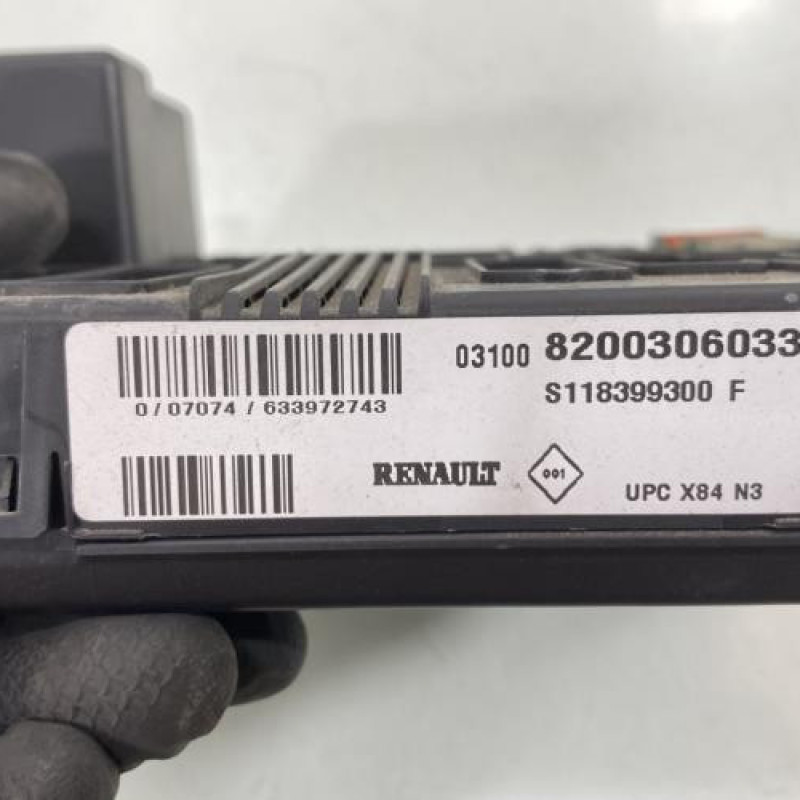 03100 8200306033
S118399300 F
0/07074/633972743
RENAULT 001 UPC X84 N3